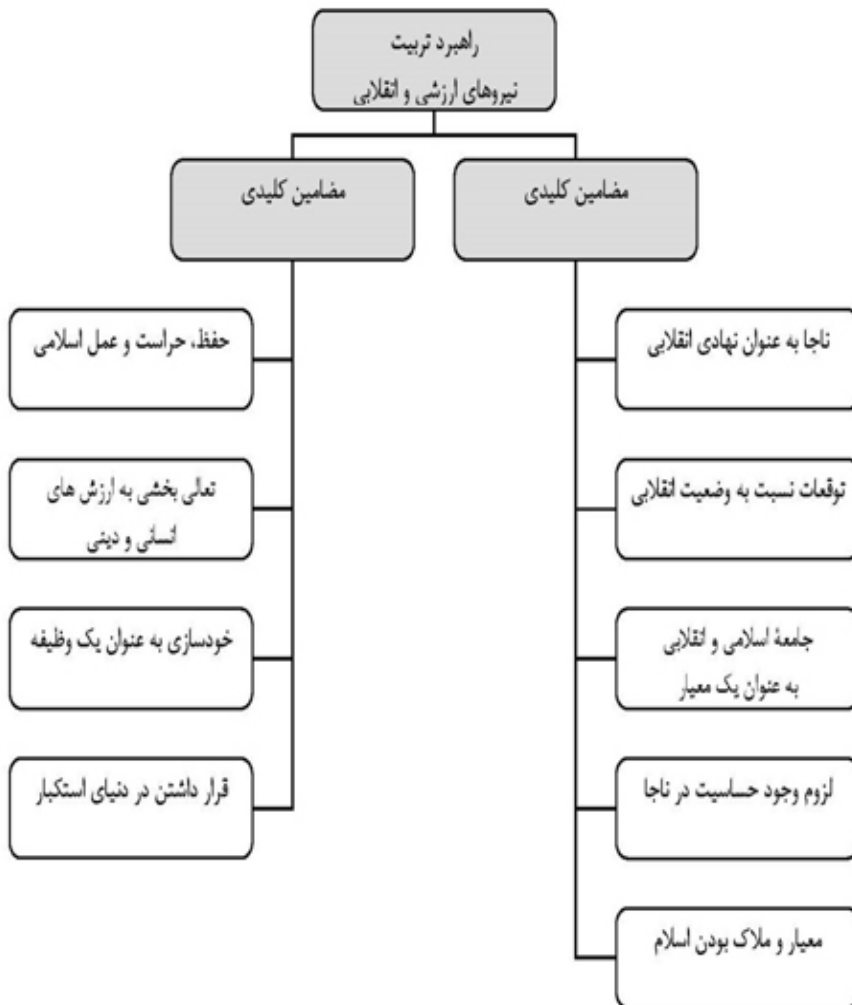 راهبرد تربیت
نیروهای ارزشی و انقلابی
مضامین کلیدی
ناجا به عنوان نهادی انقلابی
توقعات نسبت به وضعیت انقلابی
جامعهٔ اسلامی و انقلابی
به عنوان یک معیار
لزوم وجود حساسیت در ناجا
معیار و ملاک بودن اسلام
مضامین کلیدی
حفظ، حراست و عمل اسلامی
تعالی بخشی به ارزش های
انسانی و دینی
خودسازی به عنوان یک وظیفه
قرار داشتن در دنیای استکبار